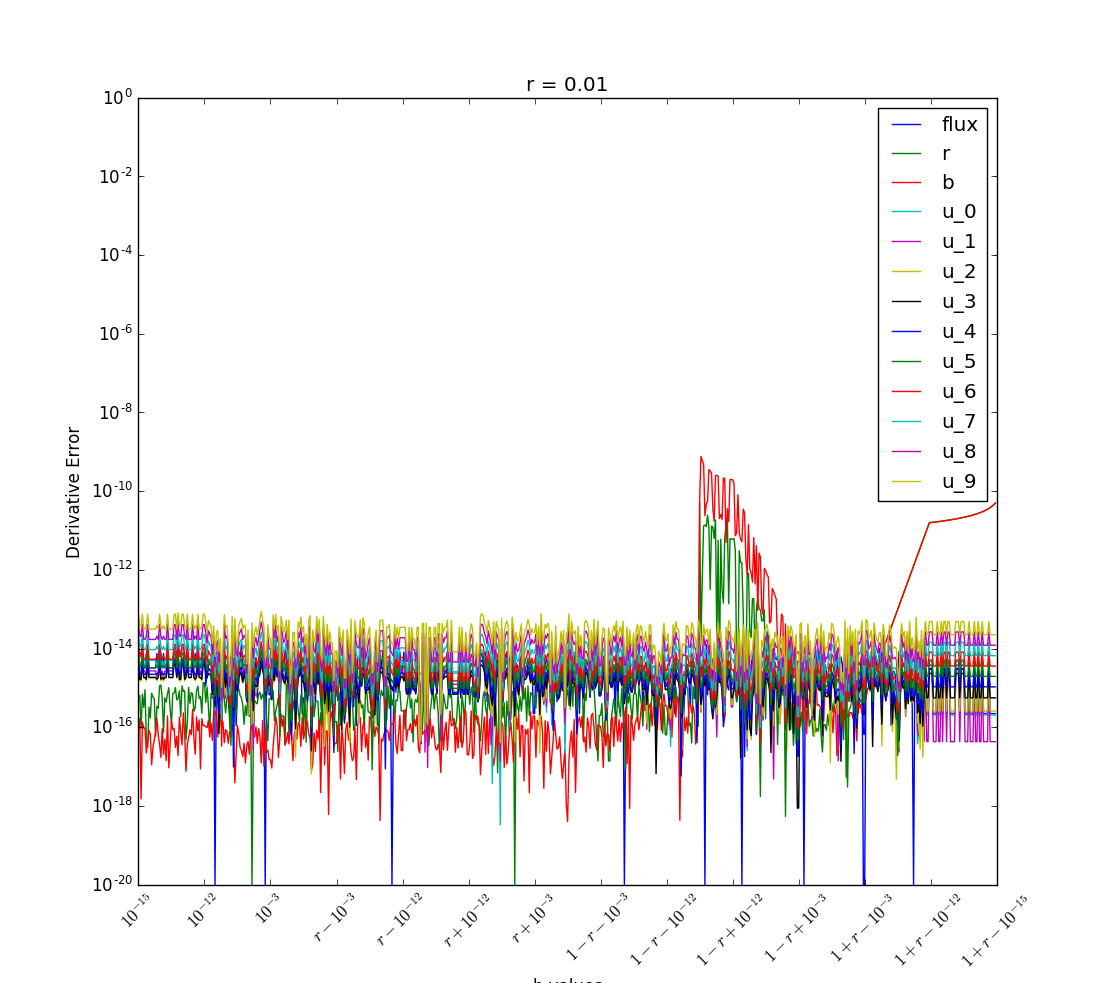 r = 0.01
10^0
10^-2
10^-4
10^-6
10^-8
10^-10
10^-12
10^-14
10^-16
10^-18
10^-20
Derivative Error
flux
r
b
u_0
u_1
u_2
u_3
u_4
u_5
u_6
u_7
u_8
u_9
10^-15
10^-12
10^-3
r−10^-3
r−10^-12
r+10^-12
r+10^-3
1−r−10^-3
1−r−10^-12
1−r+10^-12
1−r+10^-3
1+r−10^-3
1+r−10^-12
1+r−10^-15
b values